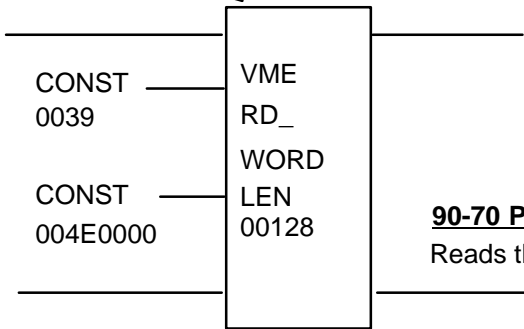 CONST
0039
CONST
004E0000
VME
RD_
WORD
LEN
00128
90-70 P
Reads